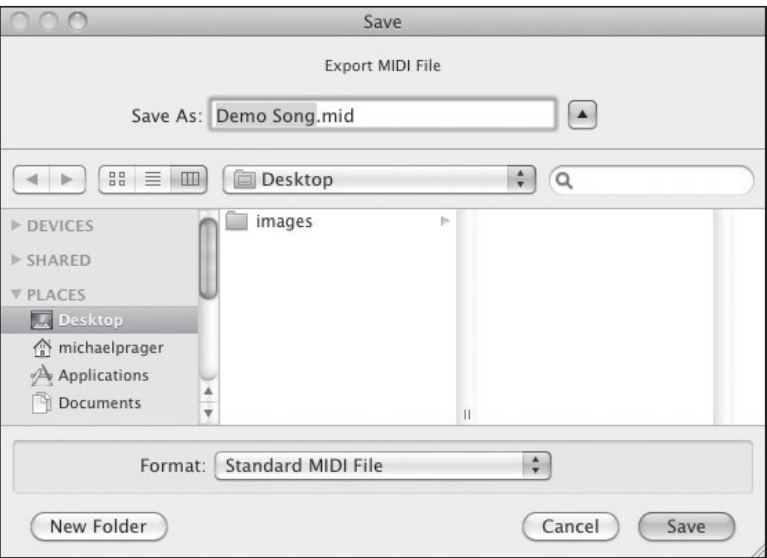 Save
Export MIDI File
Save As: Demo Song.mid
Desktop
DEVICES
images
SHARED
PLACES
Desktop
michaelprager
Applications
Documents
Format: Standard MIDI File
New Folder Cancel Save